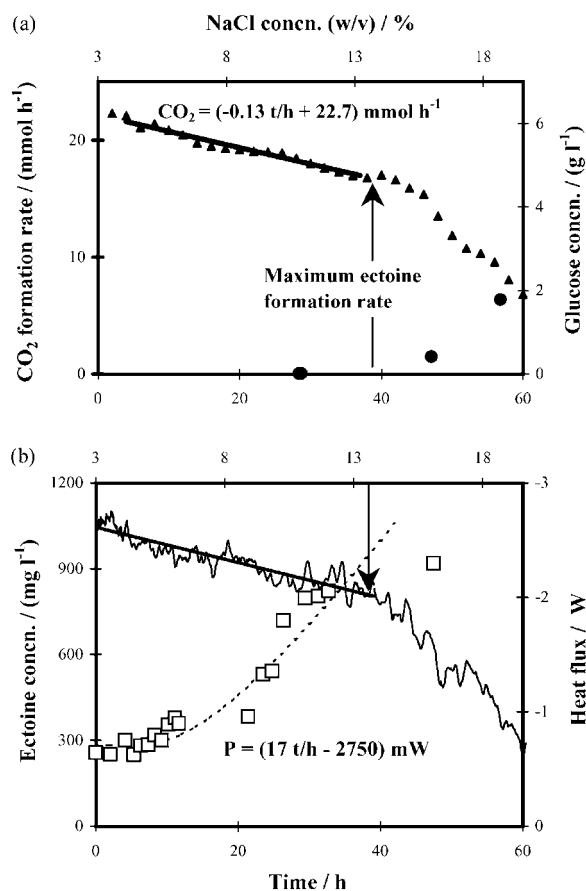 (a)
NaCl concn. (w/v) / %
3 8 13 18
CO₂ formation rate / (mmol h⁻¹)
20
10
0
CO₂ = (-0.13 t/h + 22.7) mmol h⁻¹
Maximum ectoine
formation rate
6
4
2
0
Glucose concn. / (g l⁻¹)
0 20 40 60
(b)
3 8 13 18
Ectoine concn. / (mg l⁻¹)
1200
900
600
300
0
P = (17 t/h - 2750) mW
-3
-2
-1
0
Heat flux / W
0 20 40 60
Time / h